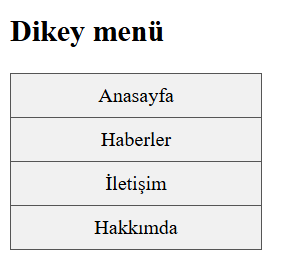 Dikey menü
Anasayfa
Haberler
İletişim
Hakkımda